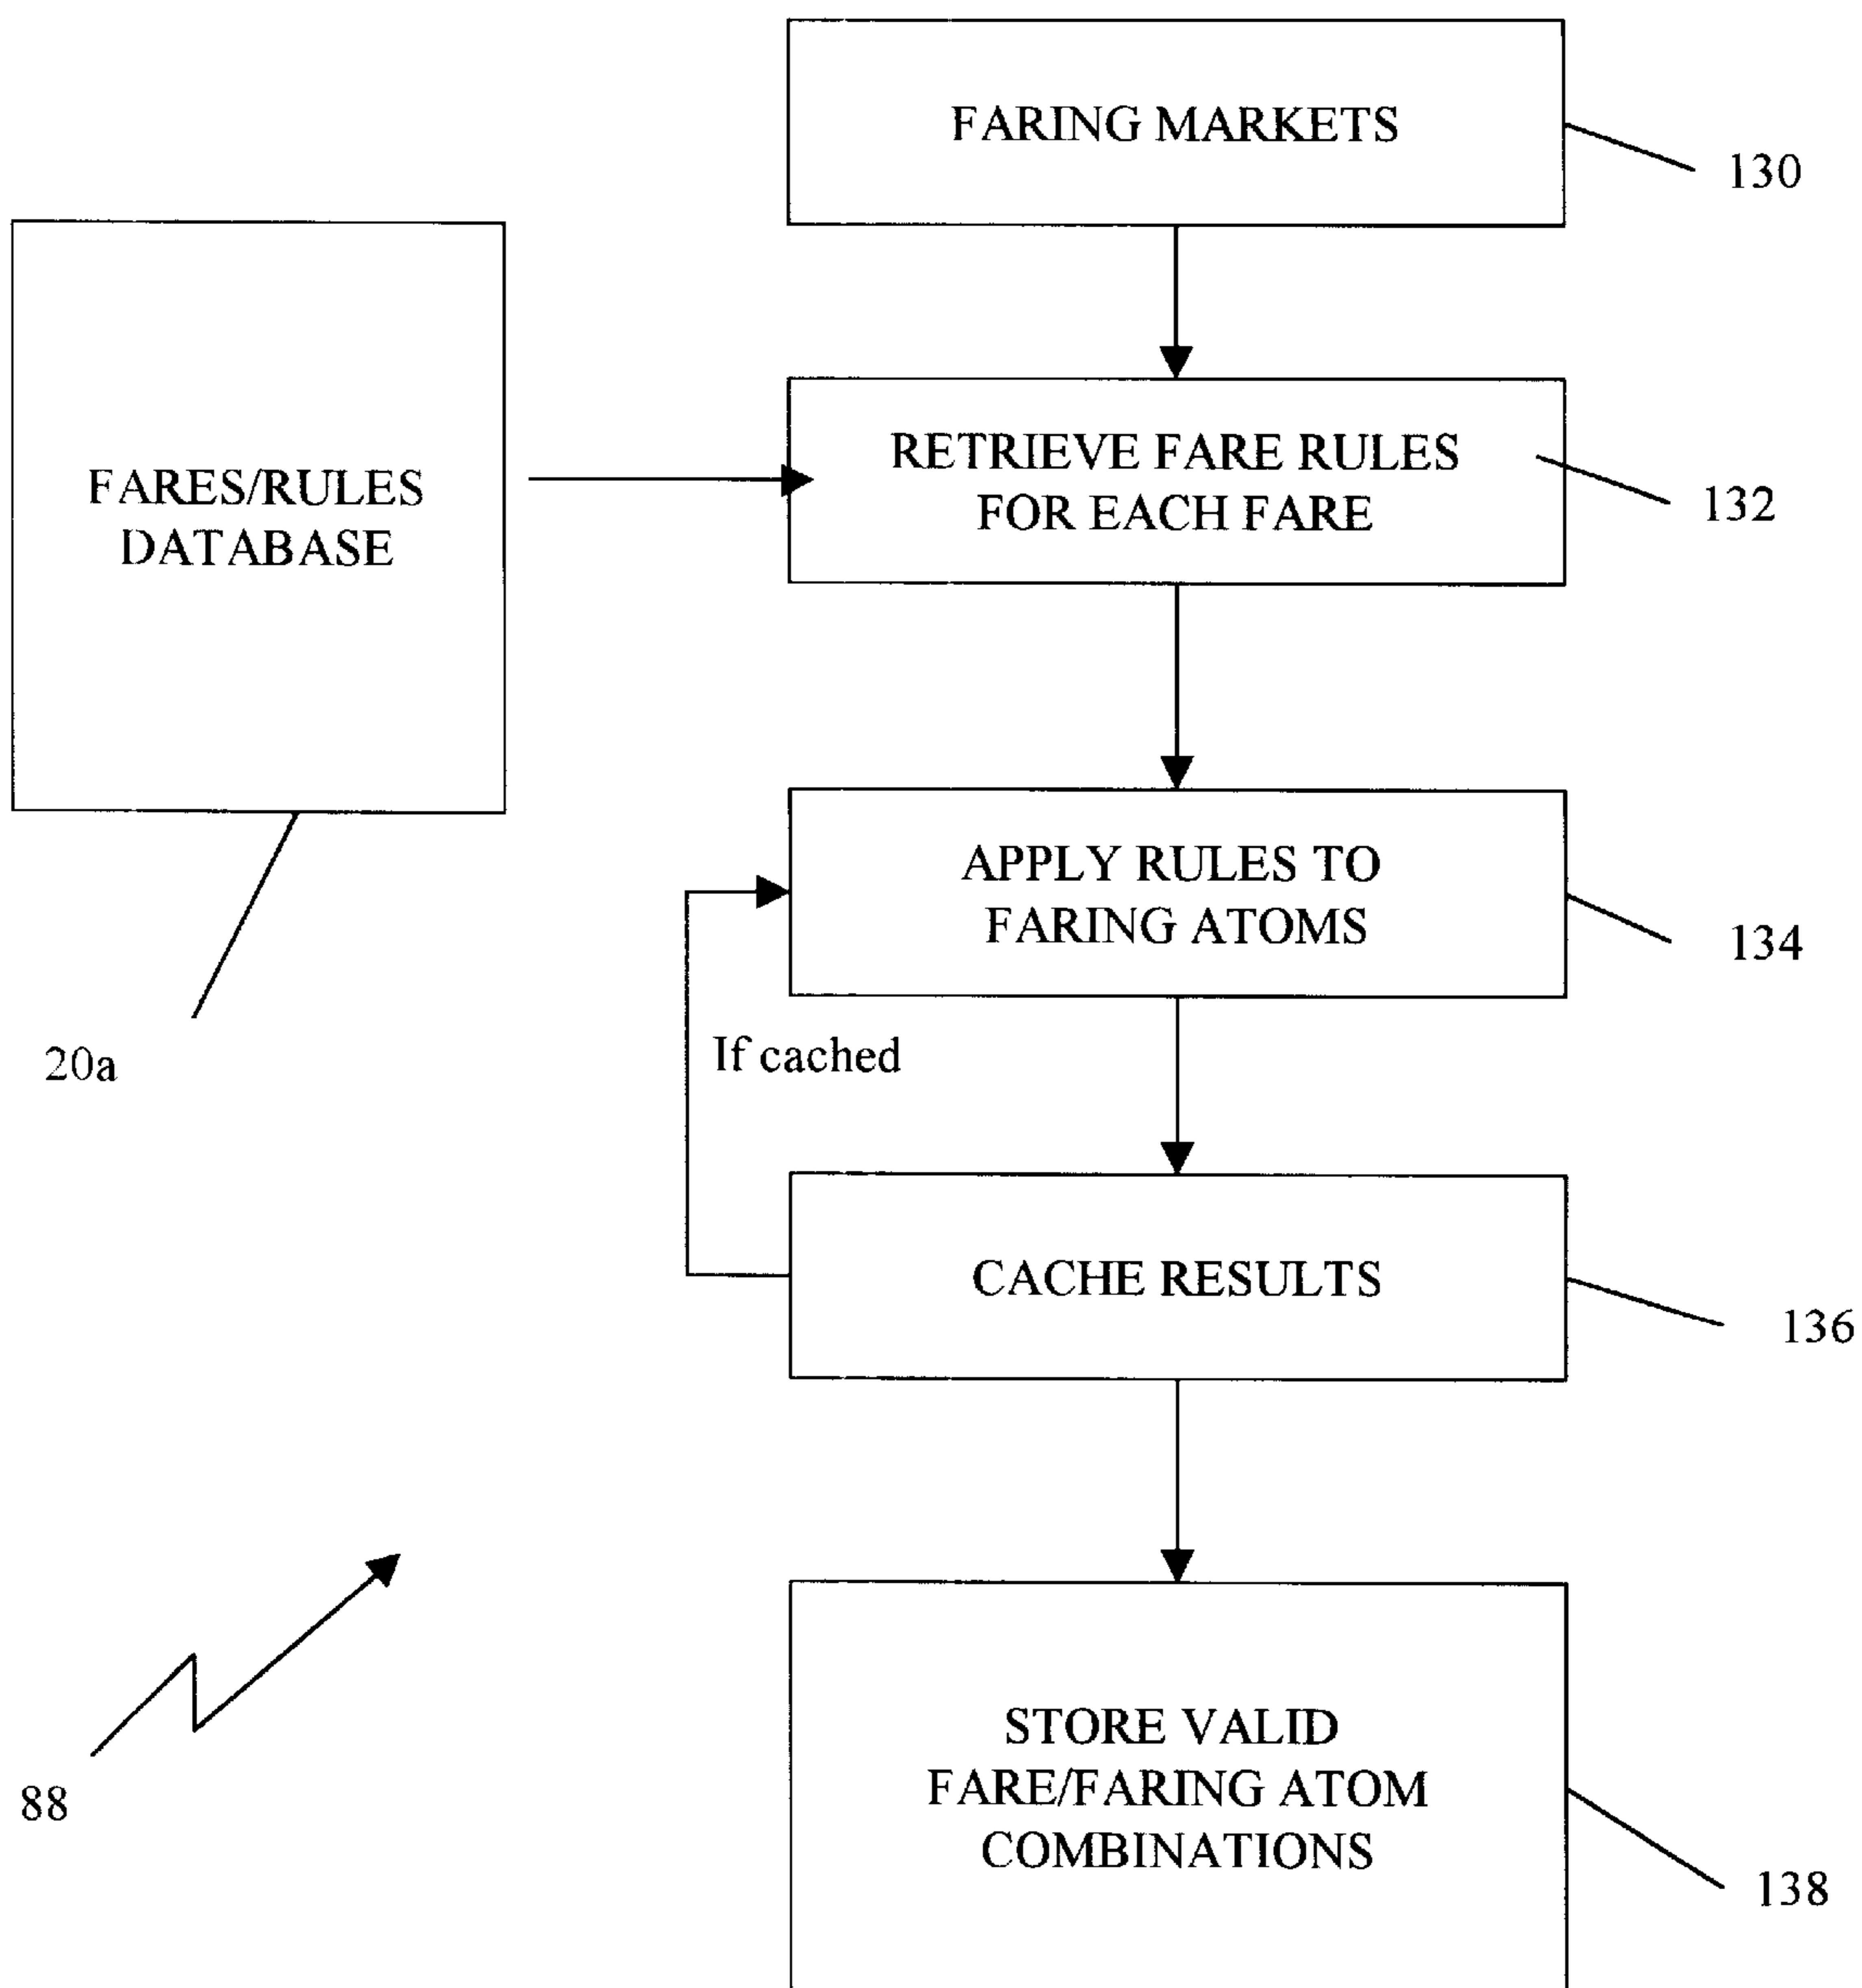 FARING MARKETS
130
FARES/RULES
DATABASE
RETRIEVE FARE RULES
FOR EACH FARE
132
APPLY RULES TO
FARING ATOMS
134
20a
If cached
CACHE RESULTS
136
STORE VALID
FARE/FARING ATOM
COMBINATIONS
88
138